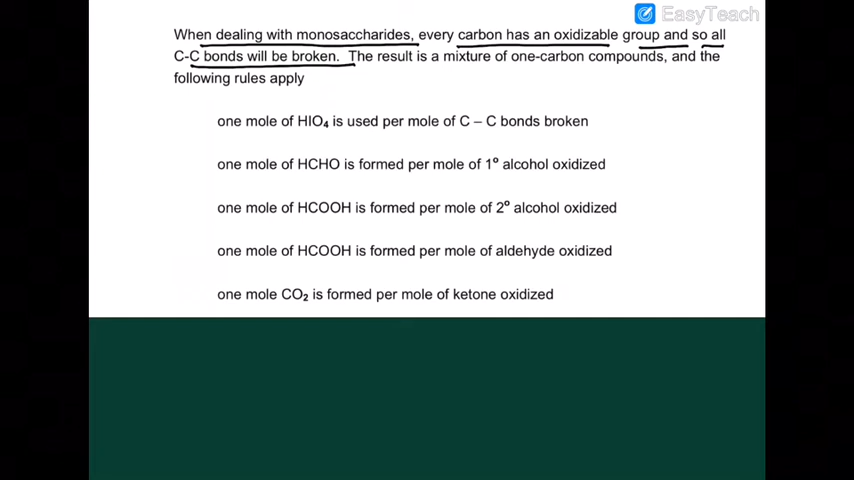 EasyTeach
When dealing with monosaccharides, every carbon has an oxidizable group and so all
C-C bonds will be broken. The result is a mixture of one-carbon compounds, and the
following rules apply
one mole of HIO₄ is used per mole of C – C bonds broken
one mole of HCHO is formed per mole of 1° alcohol oxidized
one mole of HCOOH is formed per mole of 2° alcohol oxidized
one mole of HCOOH is formed per mole of aldehyde oxidized
one mole CO₂ is formed per mole of ketone oxidized